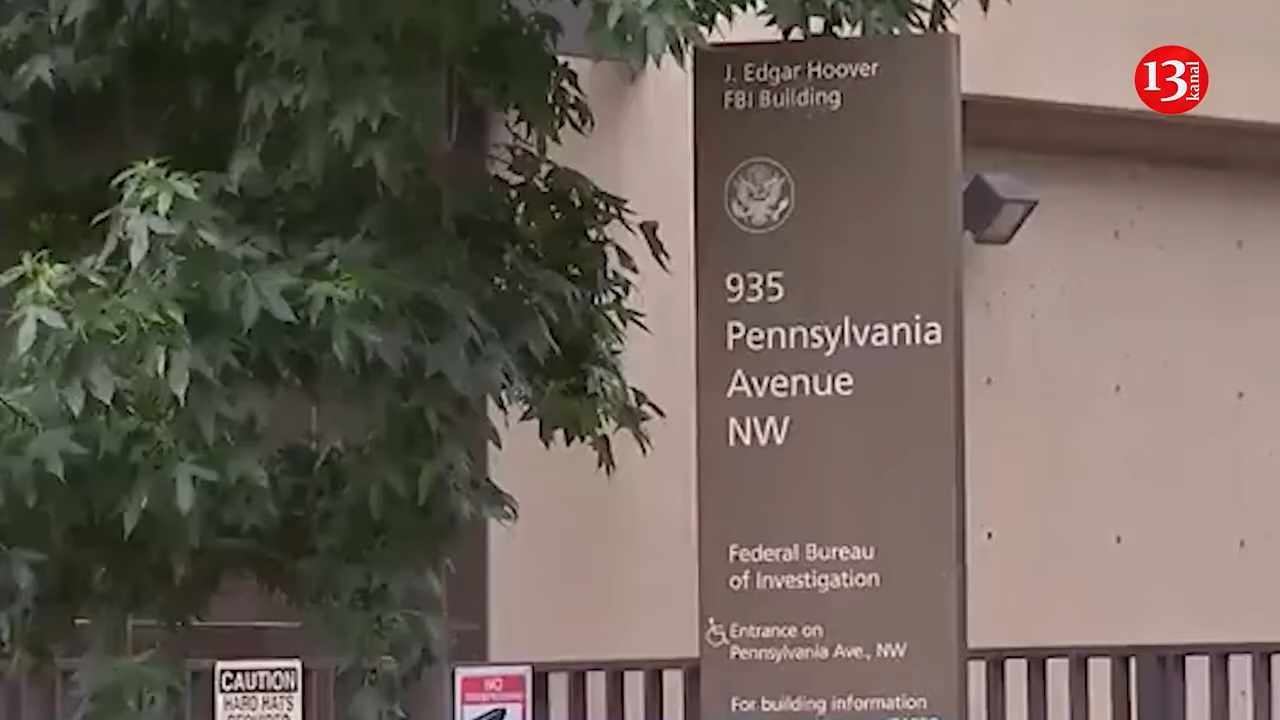 13 kanal
J. Edgar Hoover
FBI Building
935
Pennsylvania
Avenue
NW
Federal Bureau
of Investigation
Entrance on
Pennsylvania Ave., NW
For building information
CAUTION
HARD HATS
REQUIRED
NO